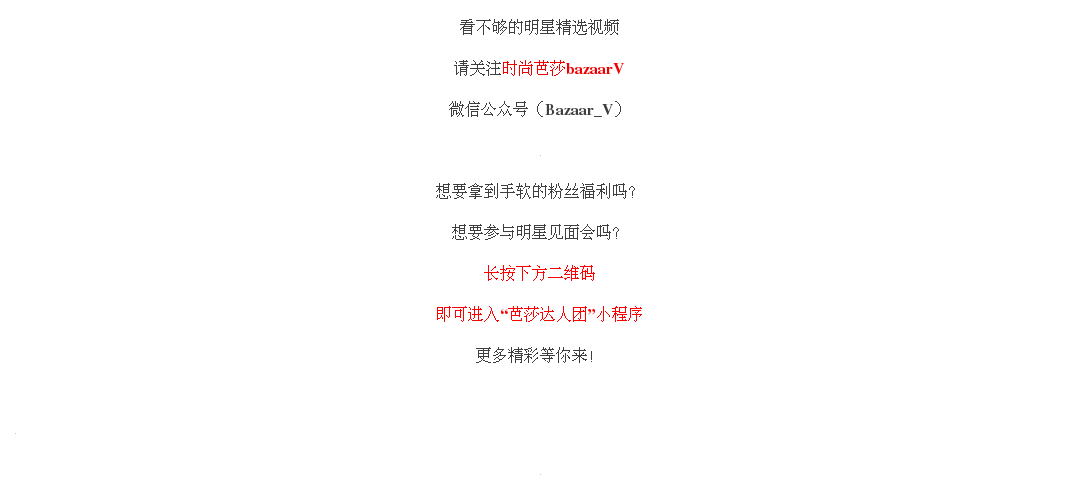 看不够的明星精选视频
请关注时尚芭莎bazaarV
微信公众号（Bazaar_V）
想要拿到手软的粉丝福利吗?
想要参与明星见面会吗?
长按下方二维码
即可进入“芭莎达人团”小程序
更多精彩等你来!